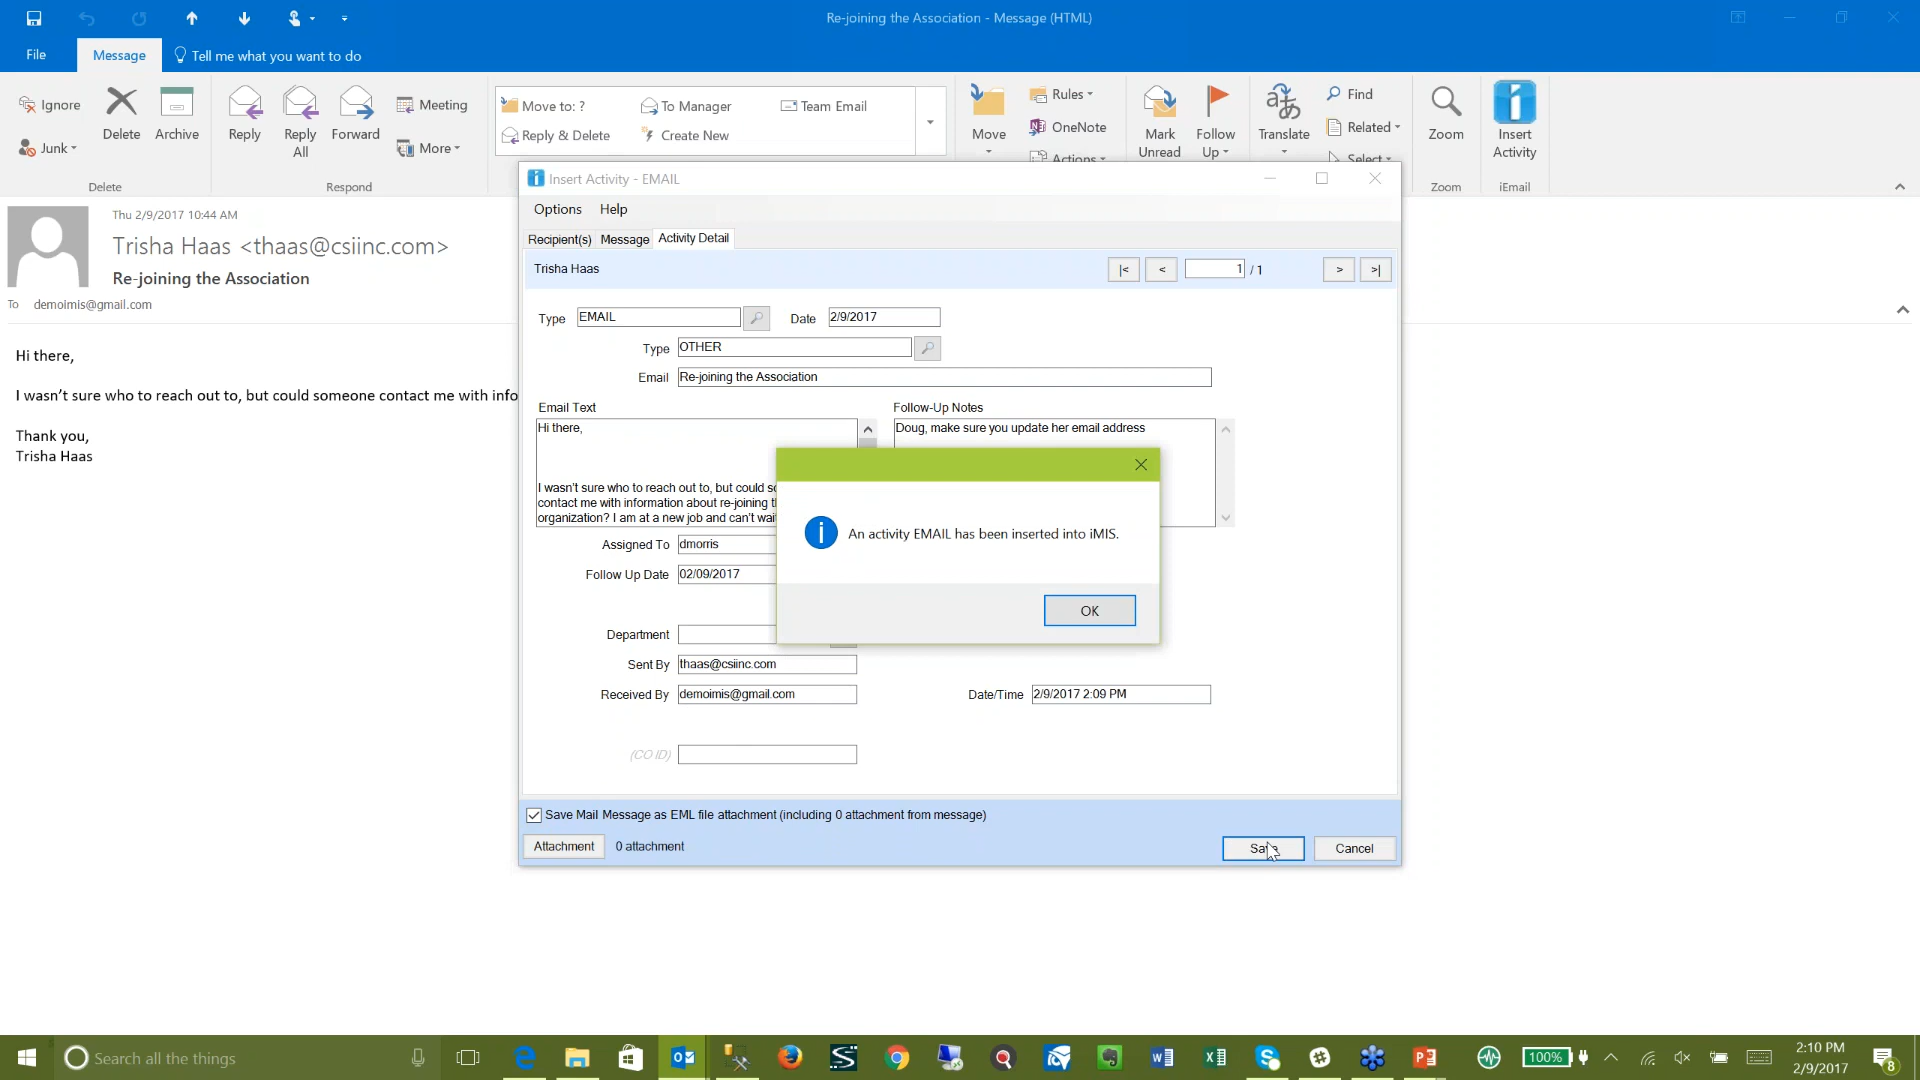 Re-joining the Association - Message (HTML)
File
Message
Tell me what you want to do
Ignore
Junk
Delete
Archive
Delete
Reply
Reply All
Forward
Meeting
More
Respond
Move to: ?
To Manager
Team Email
Reply & Delete
Create New
Move
Rules
OneNote
Actions
Mark Unread
Follow Up
Translate
Find
Related
Select
Zoom
Zoom
Insert Activity
iEmail
Thu 2/9/2017 10:44 AM
Trisha Haas <thaas@csiinc.com>
Re-joining the Association
To demoimis@gmail.com
Hi there,
I wasn't sure who to reach out to, but could someone contact me with info
Thank you,
Trisha Haas
Insert Activity - EMAIL
Options Help
Recipient(s) Message Activity Detail
Trisha Haas
|< < 1 / 1 > >|
Type EMAIL Date 2/9/2017
Type OTHER
Email Re-joining the Association
Email Text
Follow-Up Notes
Hi there,
Doug, make sure you update her email address
I wasn't sure who to reach out to, but could so
contact me with information about re-joining t
organization? I am at a new job and can't wai
An activity EMAIL has been inserted into iMIS.
OK
Assigned To dmorris
Follow Up Date 02/09/2017
Department
Sent By thaas@csiinc.com
Received By demoimis@gmail.com
Date/Time 2/9/2017 2:09 PM
(CO ID)
Save Mail Message as EML file attachment (including 0 attachment from message)
Attachment 0 attachment
Save Cancel
Search all the things
100%
2:10 PM
2/9/2017
8